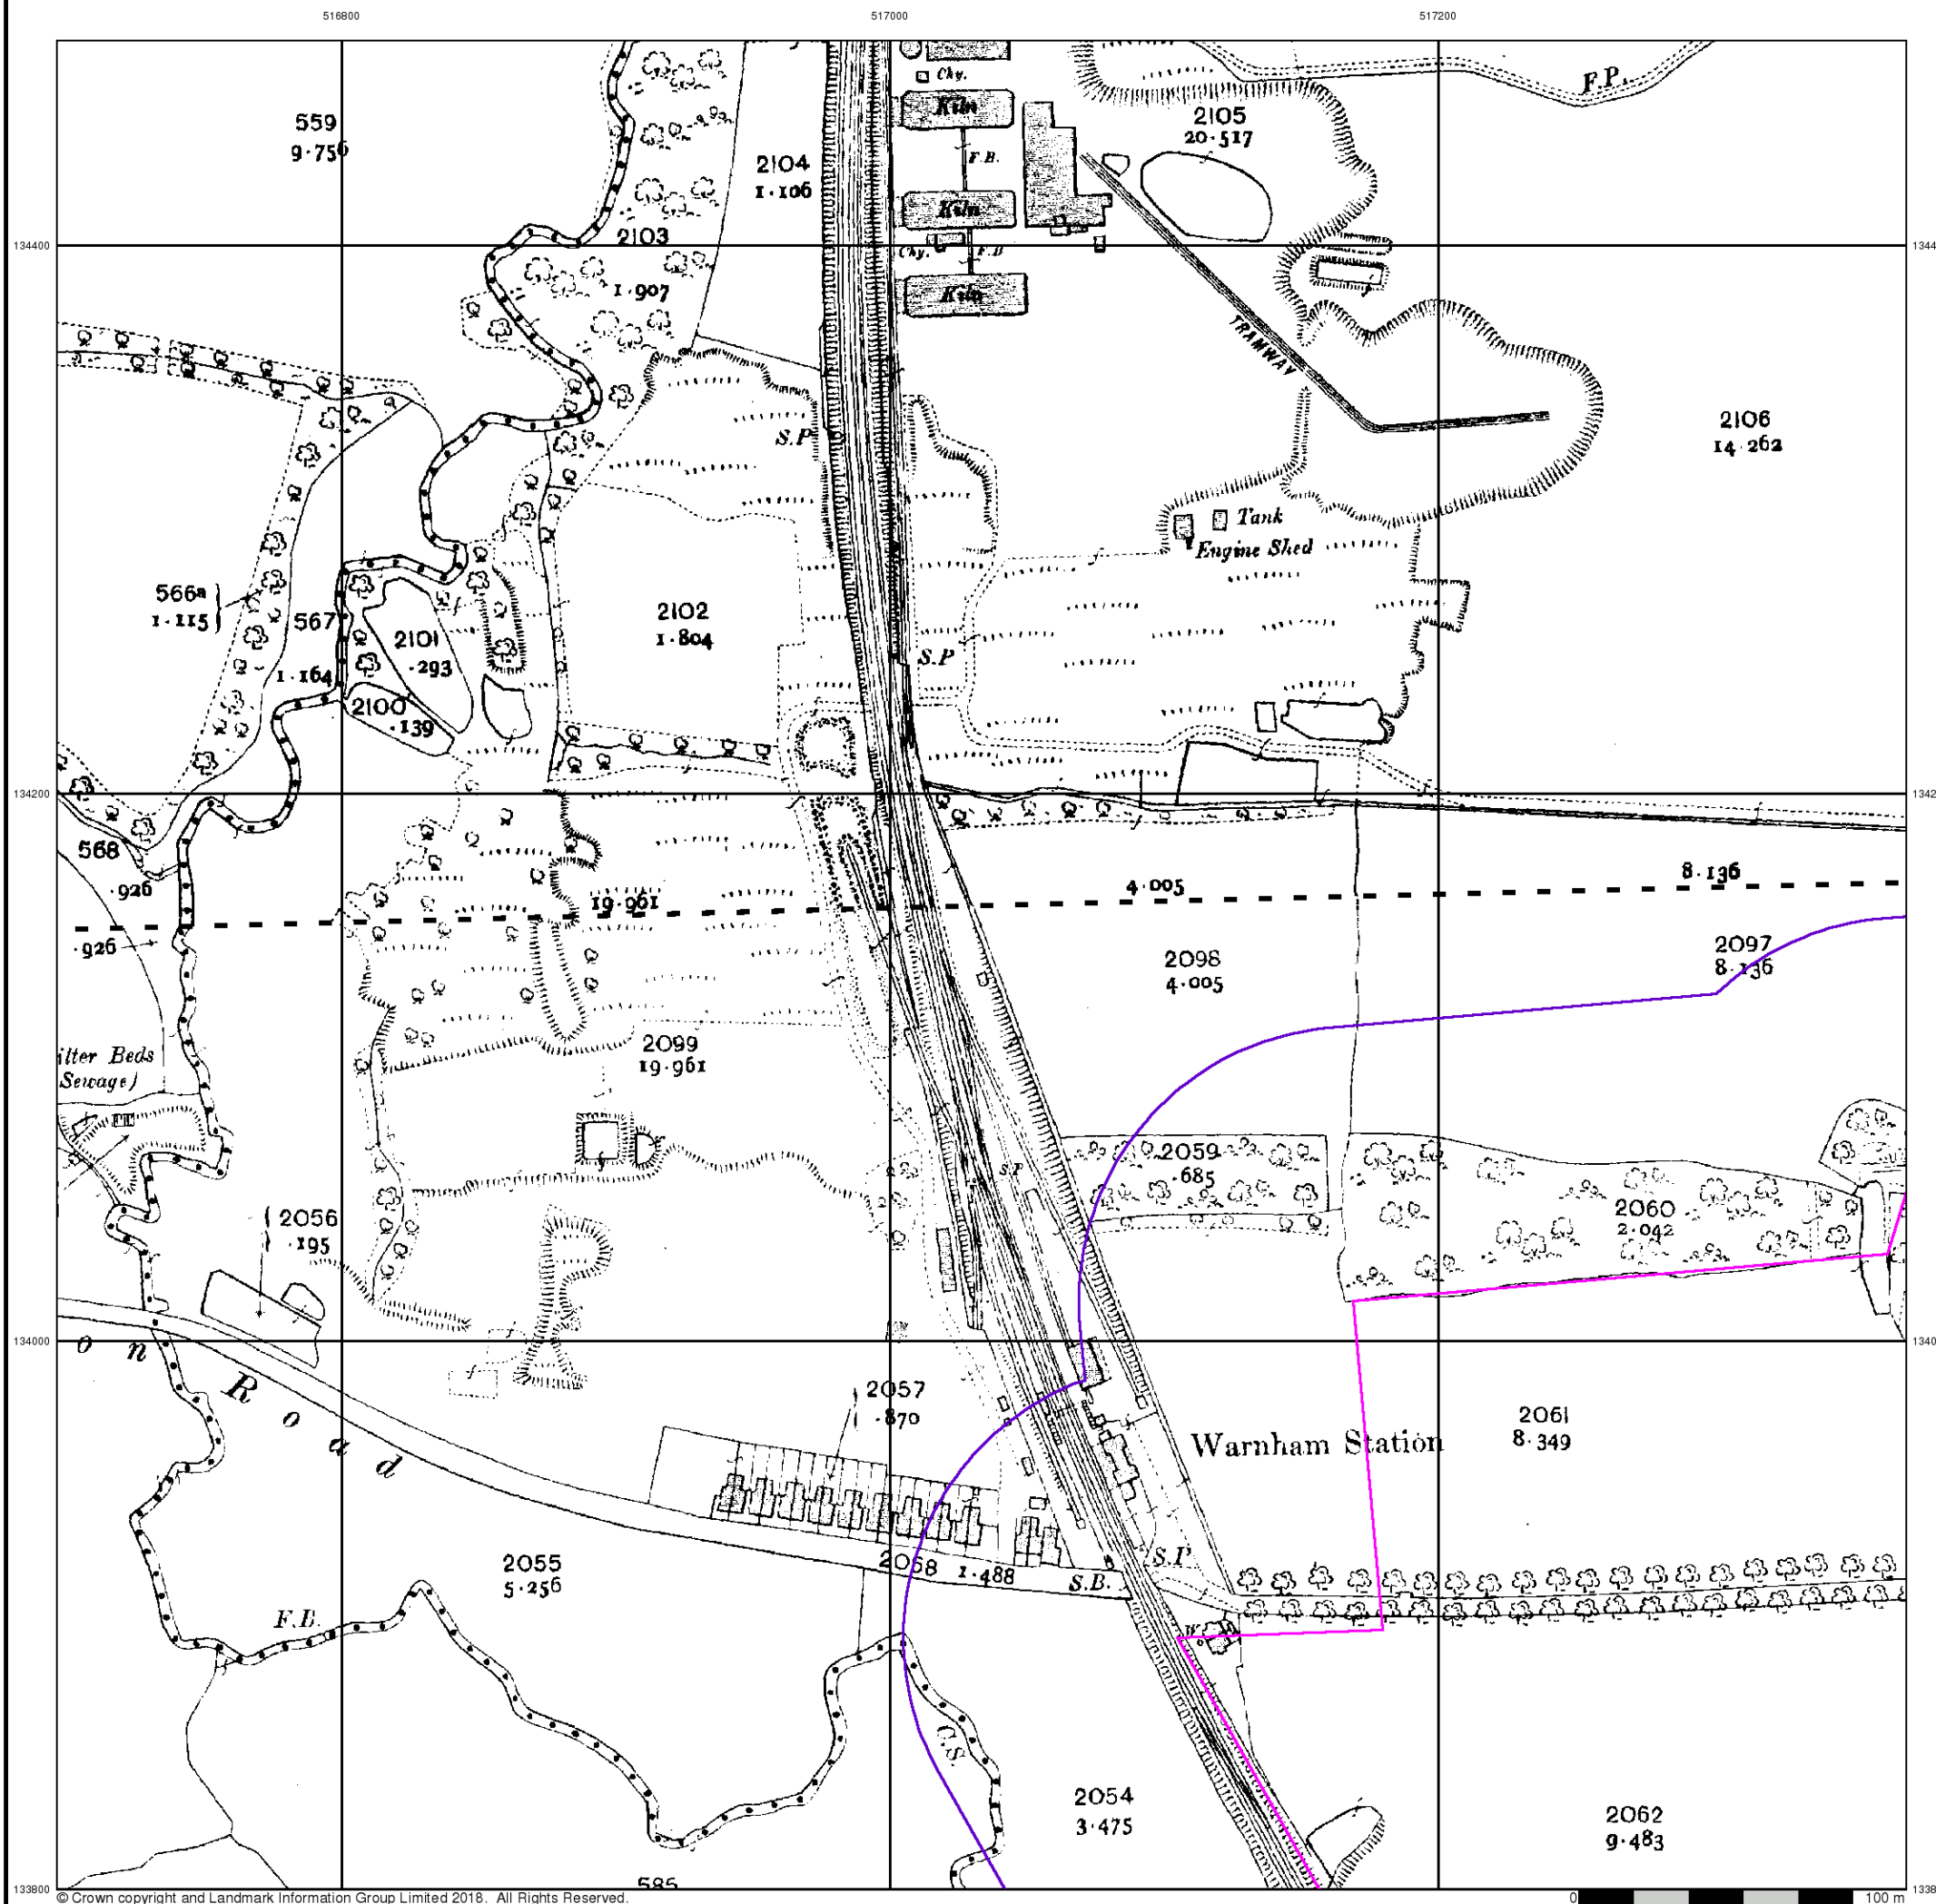 516800
517000
517200
559
9·756
Chy.
Kiln
F.B.
2105
20·517
F.P.
2104
1·106
Kiln
134400
2103
Chy.
F.B
1344
1·907
Kiln
TRAMWAY
S.P
2106
14·262
Tank
Engine Shed
566a
1·115
567
2102
1·804
2101
·293
1·164
S.P
2100
·139
134200
1342
568
·926
19·961
4·005
8·136
·926
2098
4·005
2097
8·136
ilter Beds
Sewage)
2099
19·961
S.P
2059
·685
2056
·195
2060
2·042
134000
1340
on Road
2057
·870
Warnham Station
2061
8·349
2055
5·256
2058 1·488
S.B.
S.P.
F.B.
W.
C.S.
2054
3·475
2062
9·483
585
133800
1338
© Crown copyright and Landmark Information Group Limited 2018. All Rights Reserved.
0
100 m